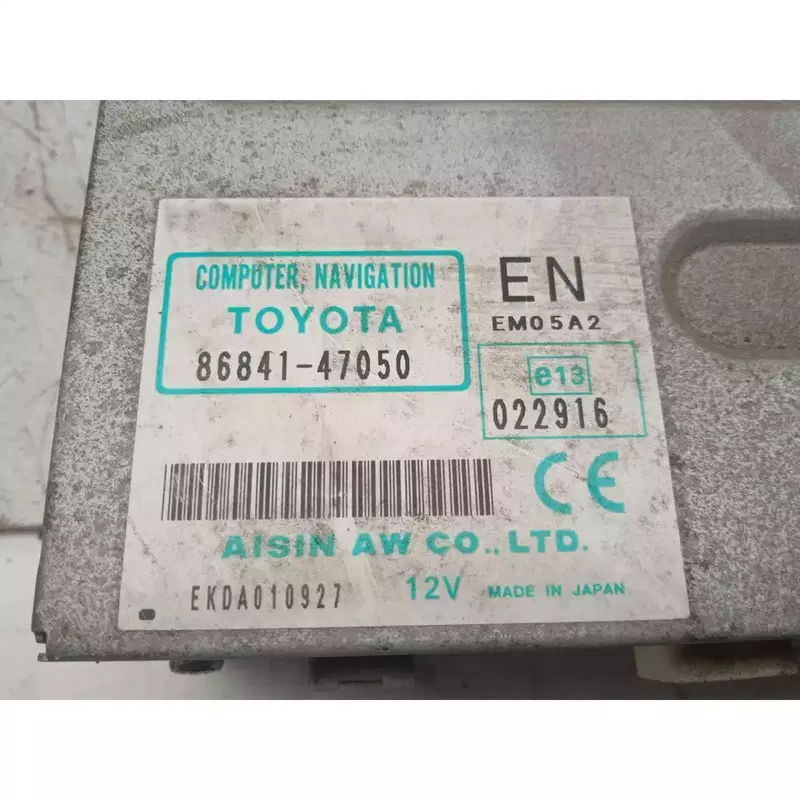 COMPUTER, NAVIGATION
TOYOTA
86841-47050
EN
EM05A2
e13
022916
CE
AISIN AW CO., LTD.
EKDA010927
12V
MADE IN JAPAN